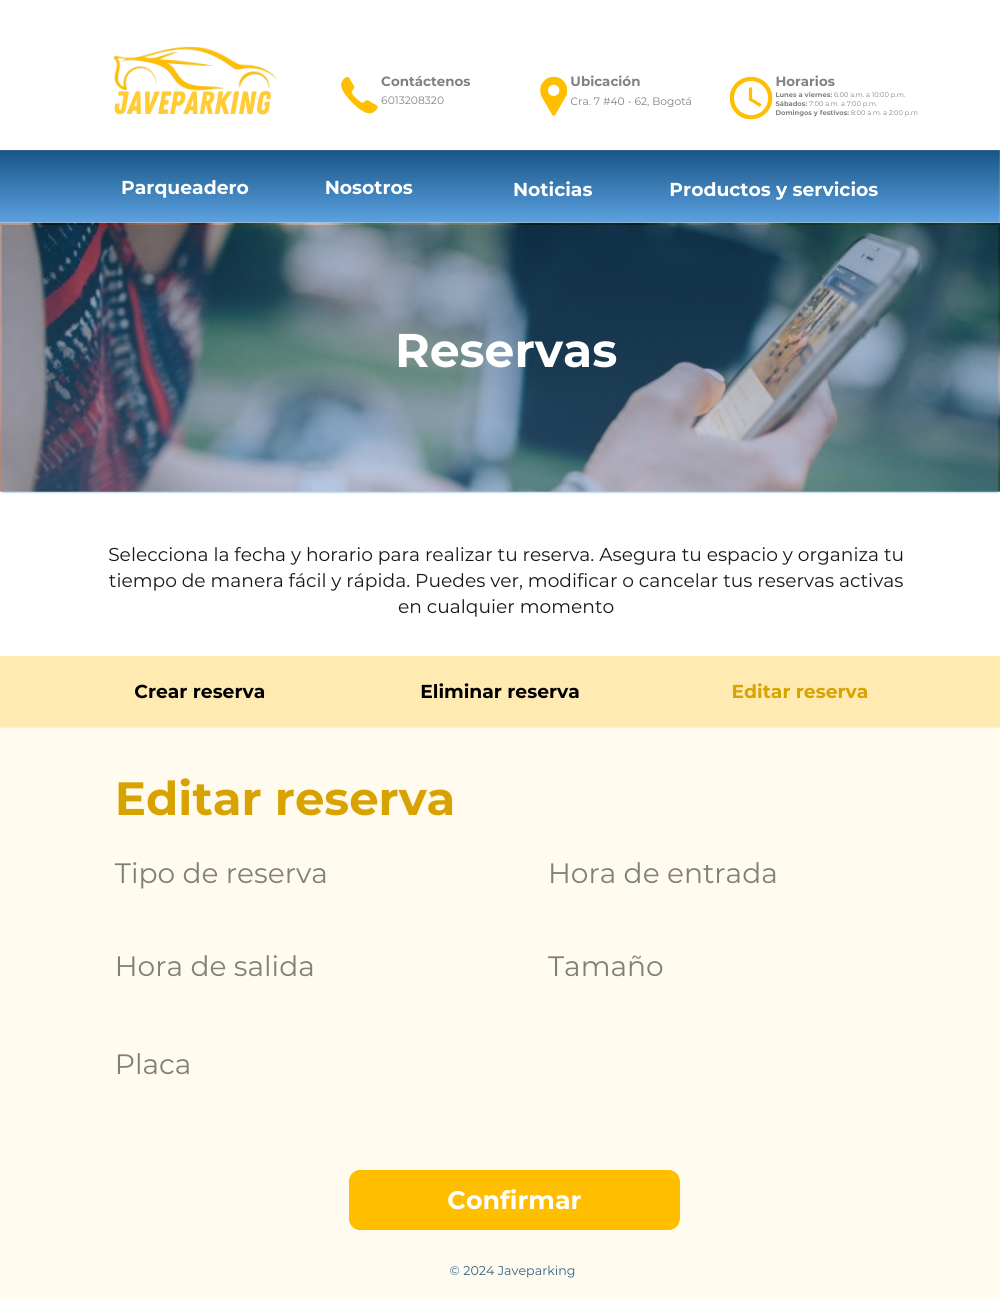 JAVEPARKING
Contáctenos
6013208320
Ubicación
Cra. 7 #40 - 62, Bogotá
Horarios
Lunes a viernes: 6:00 a.m. a 10:00 p.m.
Sábados: 7:00 a.m. a 7:00 p.m.
Domingos y festivos: 8:00 a.m. a 2:00 p.m
Parqueadero
Nosotros
Noticias
Productos y servicios
Reservas
Selecciona la fecha y horario para realizar tu reserva. Asegura tu espacio y organiza tu
tiempo de manera fácil y rápida. Puedes ver, modificar o cancelar tus reservas activas
en cualquier momento
Crear reserva
Eliminar reserva
Editar reserva
Editar reserva
Tipo de reserva
Hora de entrada
Hora de salida
Tamaño
Placa
Confirmar
© 2024 Javeparking